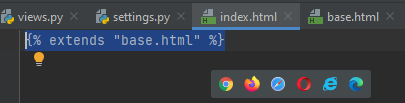 views.py settings.py index.html base.html
{% extends "base.html" %}